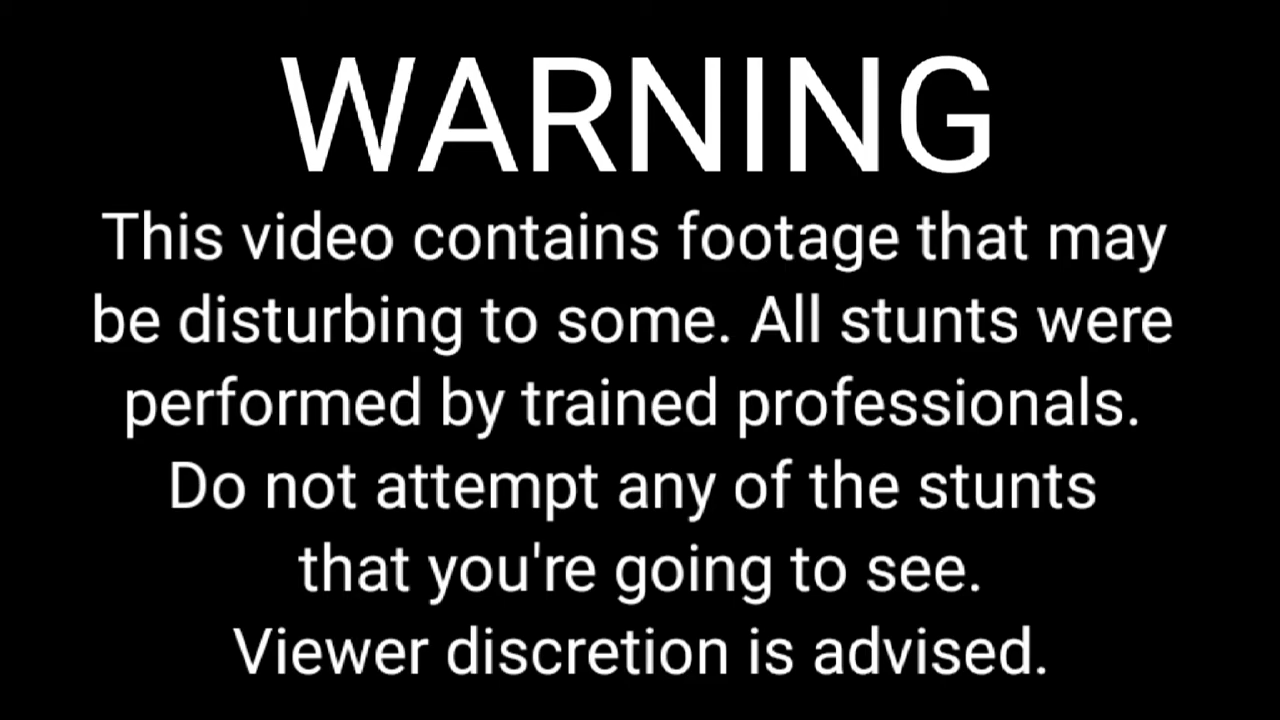 WARNING
This video contains footage that may
be disturbing to some. All stunts were
performed by trained professionals.
Do not attempt any of the stunts
that you're going to see.
Viewer discretion is advised.